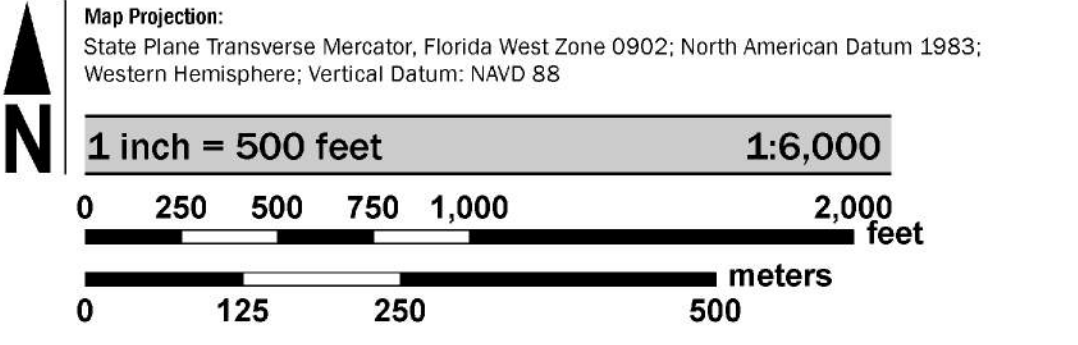 Map Projection:
State Plane Transverse Mercator, Florida West Zone 0902; North American Datum 1983;
Western Hemisphere; Vertical Datum: NAVD 88
N
1 inch = 500 feet 1:6,000
0 250 500 750 1,000 2,000
feet
meters
0 125 250 500